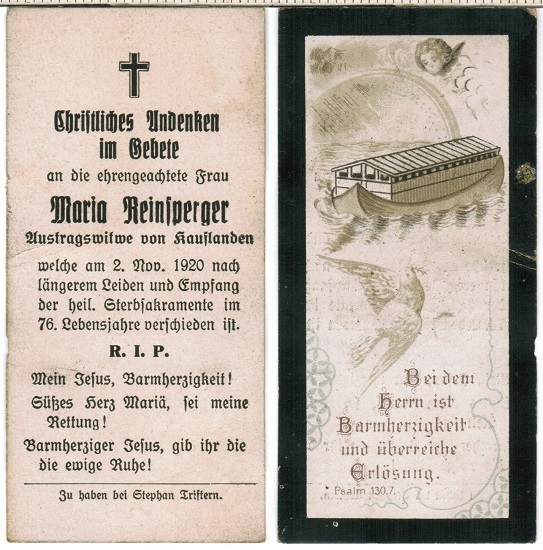 Christliches Andenken
im Gebete
an die ehrengeachtete Frau
Maria Reinsperger
Austragswitwe von Kauflanden
welche am 2. Nov. 1920 nach
längerem Leiden und Empfang
der heil. Sterbsakramente im
76. Lebensjahre verschieden ist.
R. I. P.
Mein Jesus, Barmherzigkeit!
Süßes Herz Mariä, sei meine
Rettung!
Barmherziger Jesus, gib ihr die
die ewige Ruhe!
Zu haben bei Stephan Triftern.
Bei dem
Herrn ist
Barmherzigkeit
und überreiche
Erlösung.
Psalm 130,7.